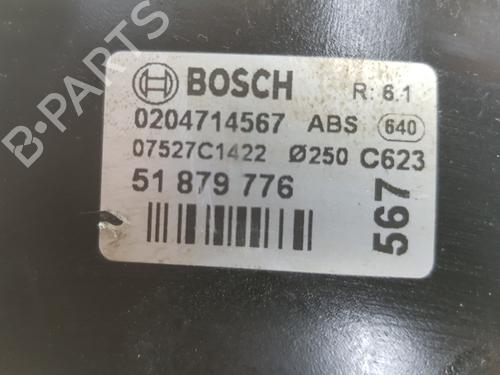 BOSCH R: 6.1
0204714567 ABS 640
07527C1422 Ø250 C623
51 879 776
567
B-PARTS